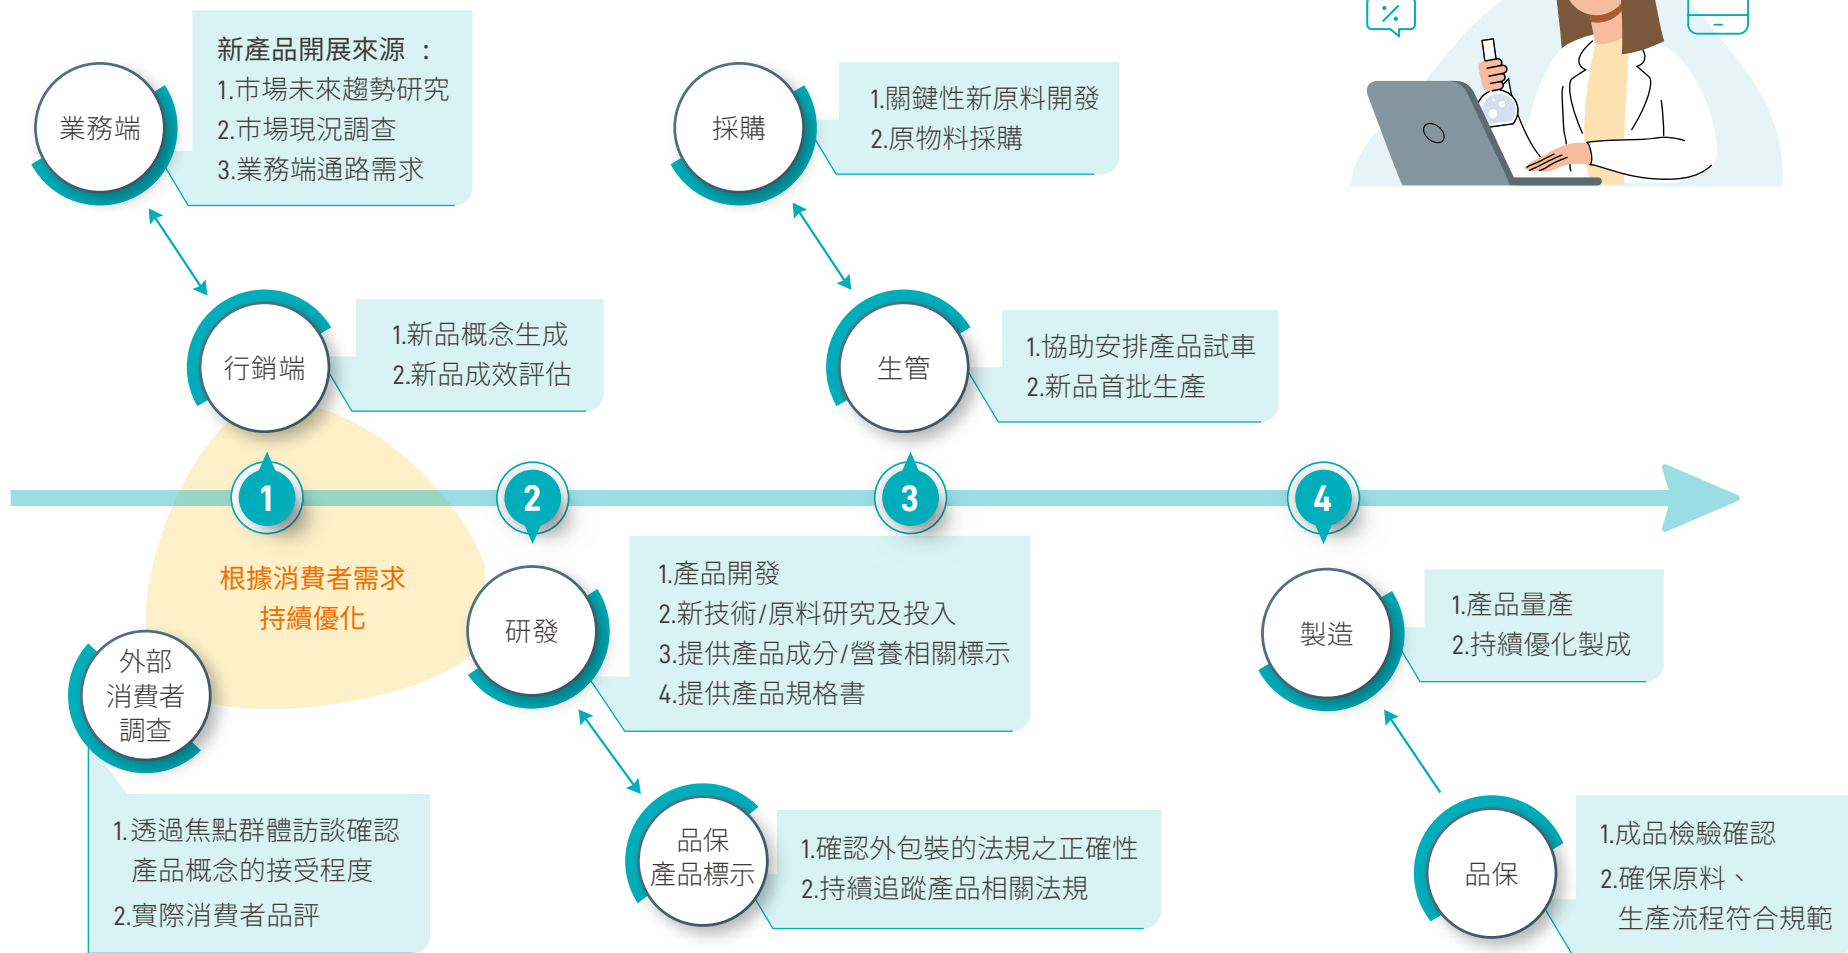 業務端
新產品開展來源 :
1.市場未來趨勢研究
2.市場現況調查
3.業務端通路需求
行銷端
1.新品概念生成
2.新品成效評估
1
根據消費者需求
持續優化
外部
消費者
調查
1.透過焦點群體訪談確認
產品概念的接受程度
2.實際消費者品評
2
研發
1.產品開發
2.新技術/原料研究及投入
3.提供產品成分/營養相關標示
4.提供產品規格書
品保
產品標示
1.確認外包裝的法規之正確性
2.持續追蹤產品相關法規
採購
1.關鍵性新原料開發
2.原物料採購
生管
1.協助安排產品試車
2.新品首批生產
3
4
製造
1.產品量產
2.持續優化製成
品保
1.成品檢驗確認
2.確保原料、
生產流程符合規範
%